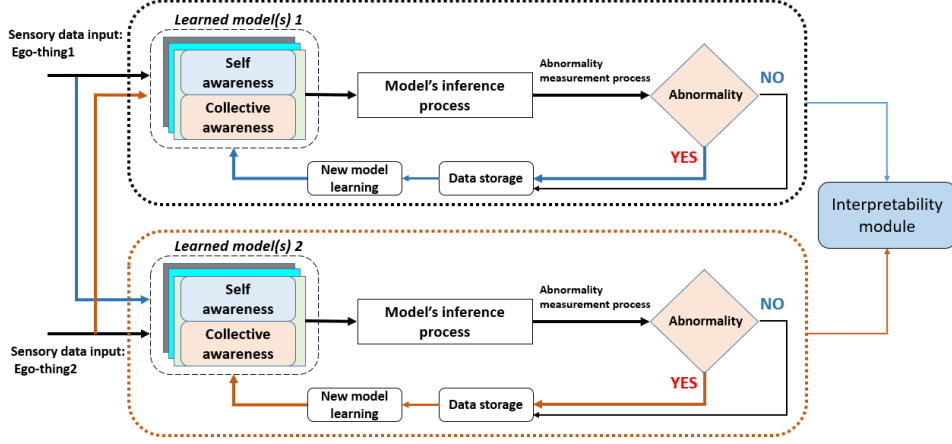 Sensory data input:
Ego-thing1
Learned model(s) 1
Self
awareness
Collective
awareness
Model's inference
process
Abnormality
measurement process
Abnormality
NO
YES
New model
learning
Data storage
Interpretability
module
Learned model(s) 2
Self
awareness
Collective
awareness
Model's inference
process
Abnormality
measurement process
Abnormality
NO
YES
New model
learning
Data storage
Sensory data input:
Ego-thing2